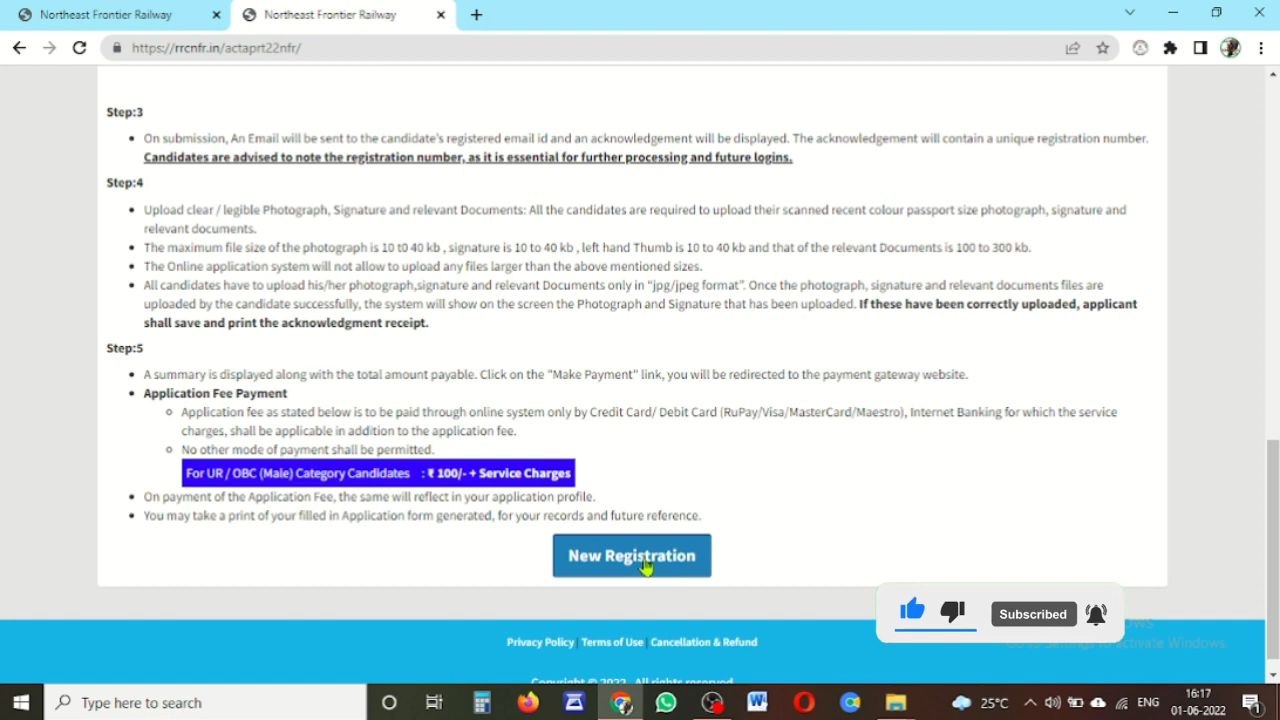 Northeast Frontier Railway
Northeast Frontier Railway
https://rrcnfr.in/actaprt22nfr/
Step:3
On submission, An Email will be sent to the candidate's registered email id and an acknowledgement will be displayed. The acknowledgement will contain a unique registration number.
Candidates are advised to note the registration number, as it is essential for further processing and future logins.
Step:4
Upload clear / legible Photograph, Signature and relevant Documents: All the candidates are required to upload their scanned recent colour passport size photograph, signature and
relevant documents.
The maximum file size of the photograph is 10 to 40 kb , signature is 10 to 40 kb , left hand Thumb is 10 to 40 kb and that of the relevant Documents is 100 to 300 kb.
The Online application system will not allow to upload any files larger than the above mentioned sizes.
All candidates have to upload his/her photograph,signature and relevant Documents only in "jpg/jpeg format". Once the photograph, signature and relevant documents files are
uploaded by the candidate successfully, the system will show on the screen the Photograph and Signature that has been uploaded. If these have been correctly uploaded, applicant
shall save and print the acknowledgment receipt.
Step:5
A summary is displayed along with the total amount payable. Click on the "Make Payment" link, you will be redirected to the payment gateway website.
Application Fee Payment
Application fee as stated below is to be paid through online system only by Credit Card/ Debit Card (RuPay/Visa/MasterCard/Maestro), Internet Banking for which the service
charges, shall be applicable in addition to the application fee.
No other mode of payment shall be permitted.
For UR / OBC (Male) Category Candidates : ₹ 100/- + Service Charges
On payment of the Application Fee, the same will reflect in your application profile.
You may take a print of your filled in Application form generated, for your records and future reference.
New Registration
Subscribed
Privacy Policy | Terms of Use | Cancellation & Refund
activate Windows.
Copyright © 2022 . All rights reserved
Type here to search
25°C
ENG
16:17
01-06-2022